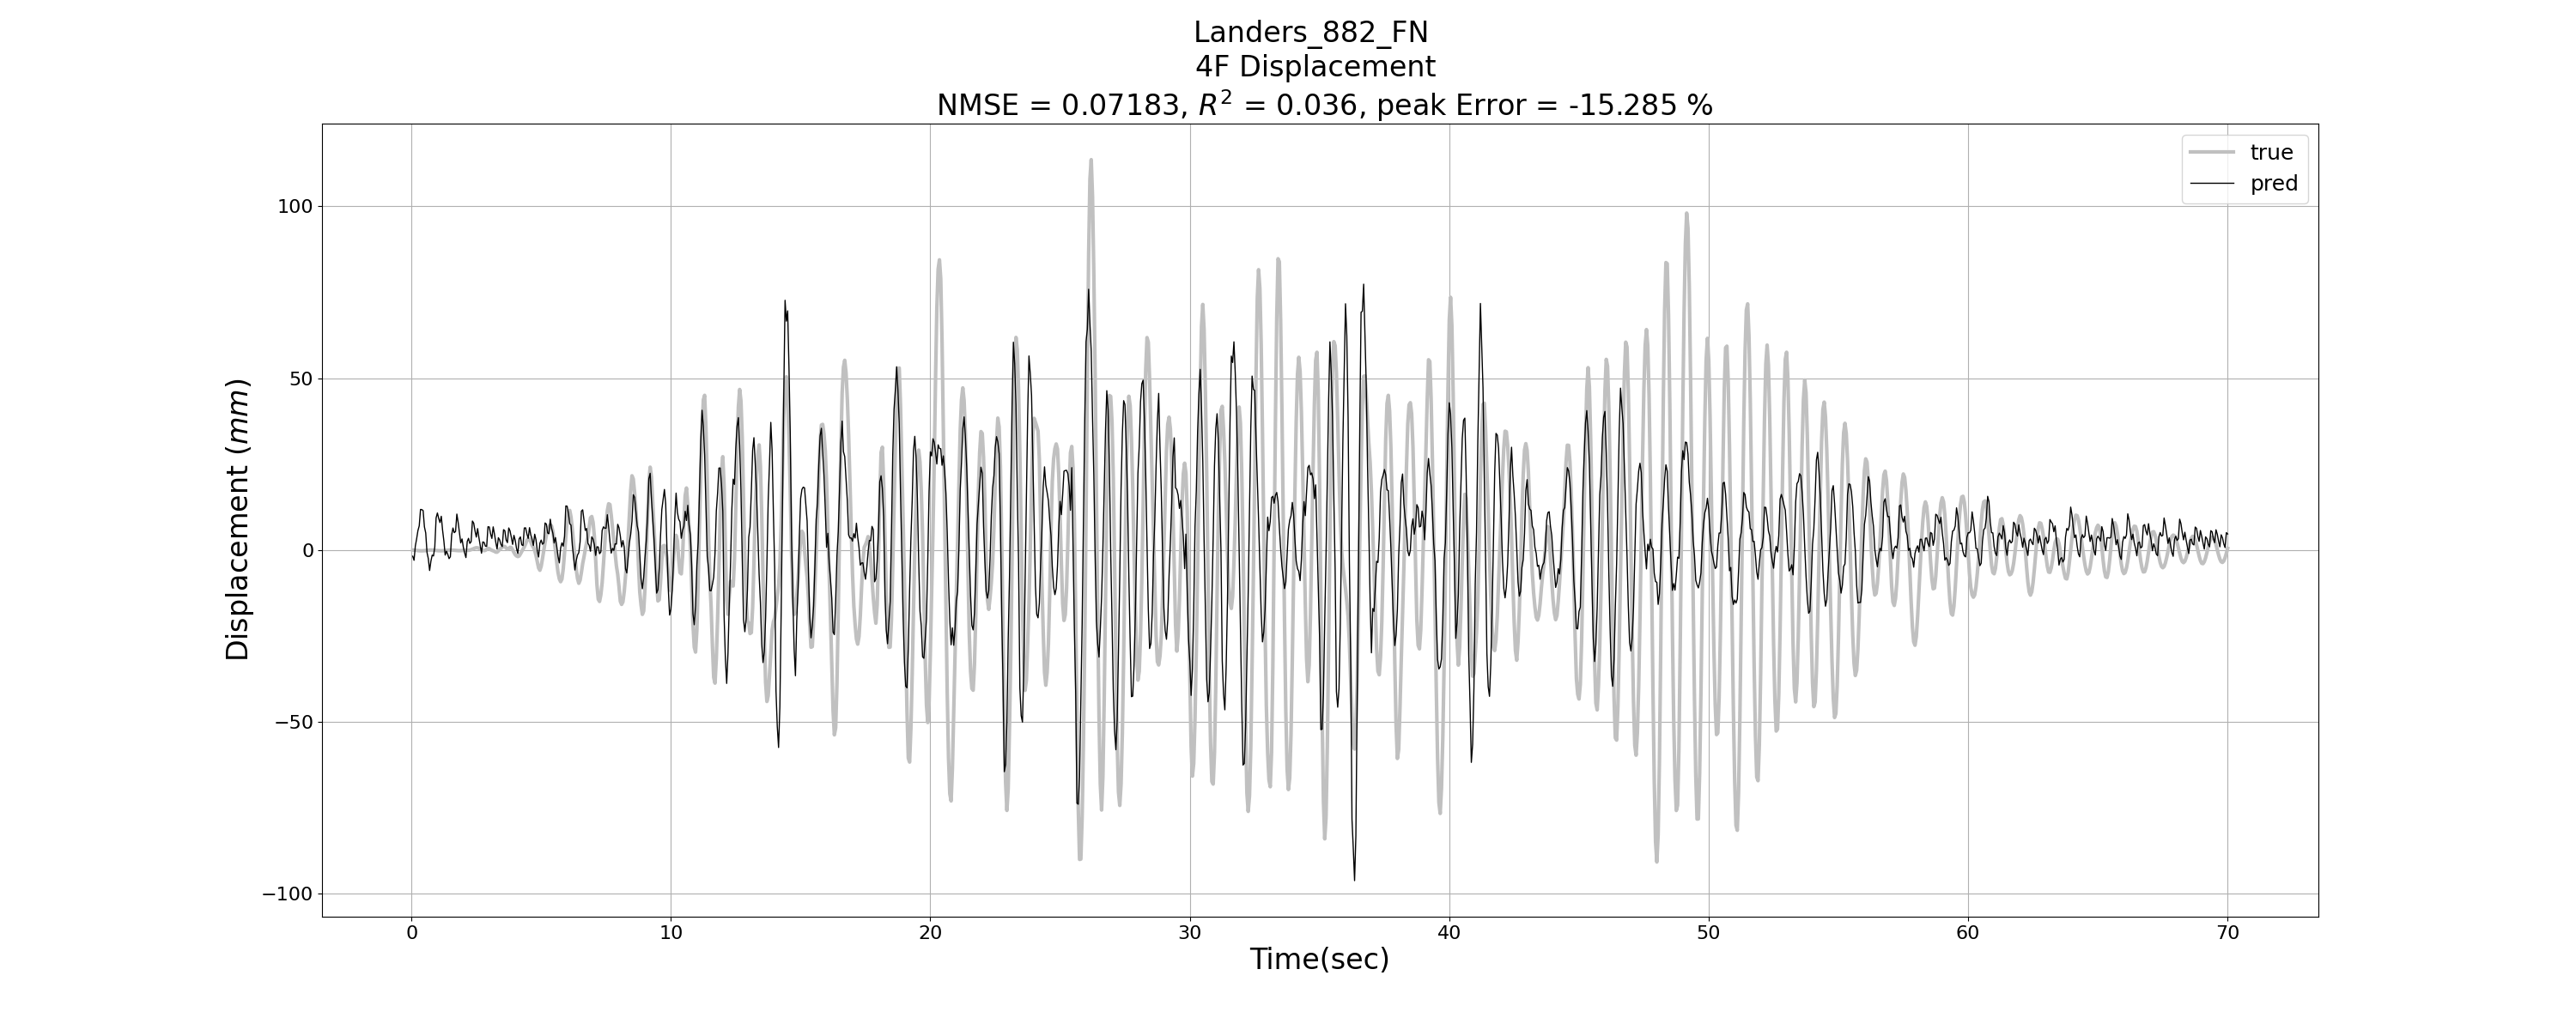 Landers_882_FN
4F Displacement
NMSE = 0.07183, R² = 0.036, peak Error = -15.285 %
true
pred
Displacement (mm)
100
50
0
−50
−100
0 10 20 30 40 50 60 70
Time(sec)